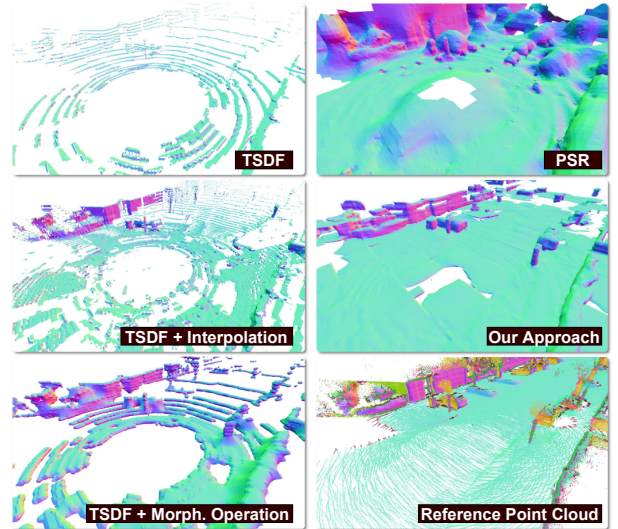 TSDF
PSR
TSDF + Interpolation
Our Approach
TSDF + Morph. Operation
Reference Point Cloud